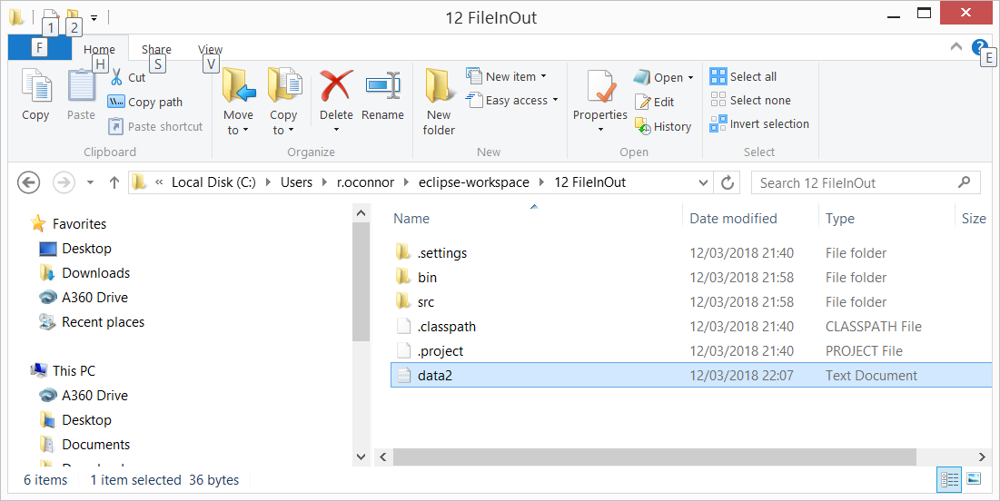 12 FileInOut
1 2
F H S V E
Home Share View
Copy
Paste
Cut
Copy path
Paste shortcut
Clipboard
Move to
Copy to
Delete
Rename
Organize
New folder
New item
Easy access
New
Properties
Open
Edit
History
Open
Select all
Select none
Invert selection
Select
« Local Disk (C:) Users r.oconnor eclipse-workspace 12 FileInOut
Search 12 FileInOut
Favorites
Desktop
Downloads
A360 Drive
Recent places
This PC
A360 Drive
Desktop
Documents
Name Date modified Type Size
.settings 12/03/2018 21:40 File folder
bin 12/03/2018 21:58 File folder
src 12/03/2018 21:58 File folder
.classpath 12/03/2018 21:40 CLASSPATH File
.project 12/03/2018 21:40 PROJECT File
data2 12/03/2018 22:07 Text Document
6 items 1 item selected 36 bytes